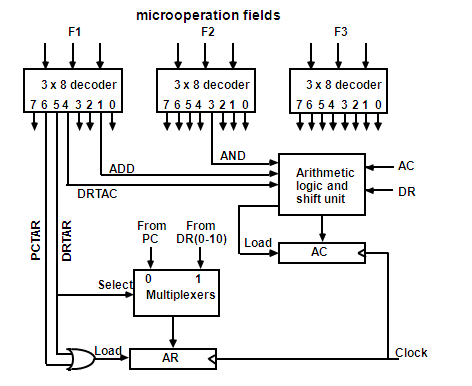 microoperation fields
F1 F2 F3
3 x 8 decoder 3 x 8 decoder 3 x 8 decoder
7 6 5 4 3 2 1 0 7 6 5 4 3 2 1 0 7 6 5 4 3 2 1 0
AND
ADD
DRTAC
Arithmetic
logic and
shift unit
AC
DR
PCTAR
DRTAR
From
PC
From
DR(0-10)
Load
AC
Select
0 1
Multiplexers
Load
AR
Clock